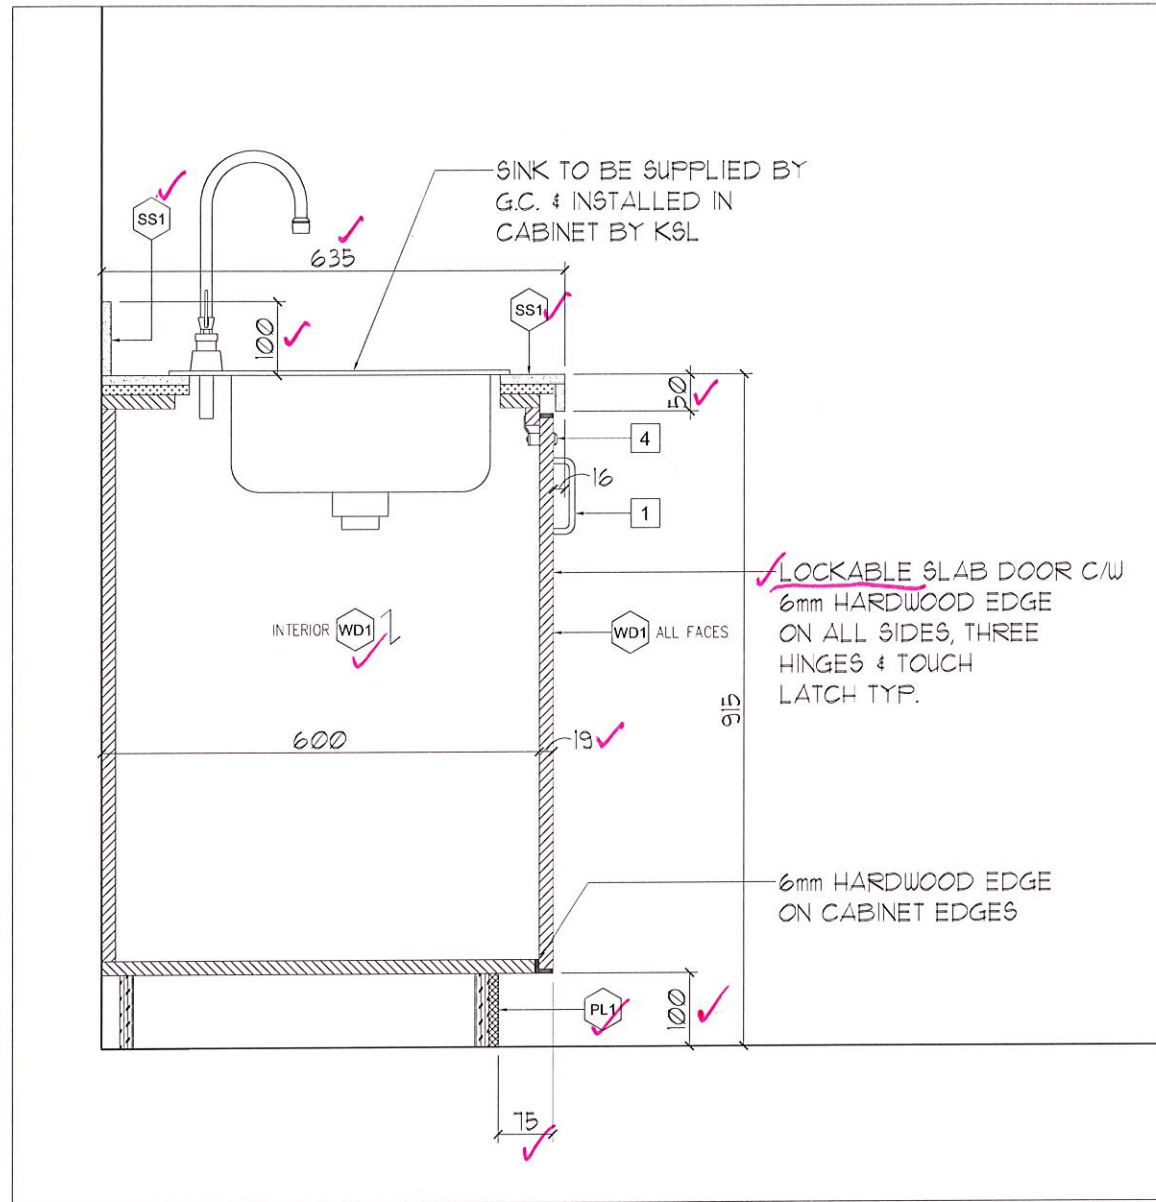 SINK TO BE SUPPLIED BY
G.C. & INSTALLED IN
CABINET BY KSL
SS1
635
SS1
100
50
4
16
1
LOCKABLE SLAB DOOR C/W
6mm HARDWOOD EDGE
ON ALL SIDES, THREE
HINGES & TOUCH
LATCH TYP.
INTERIOR WD1
WD1 ALL FACES
915
600
19
6mm HARDWOOD EDGE
ON CABINET EDGES
PL1
100
75